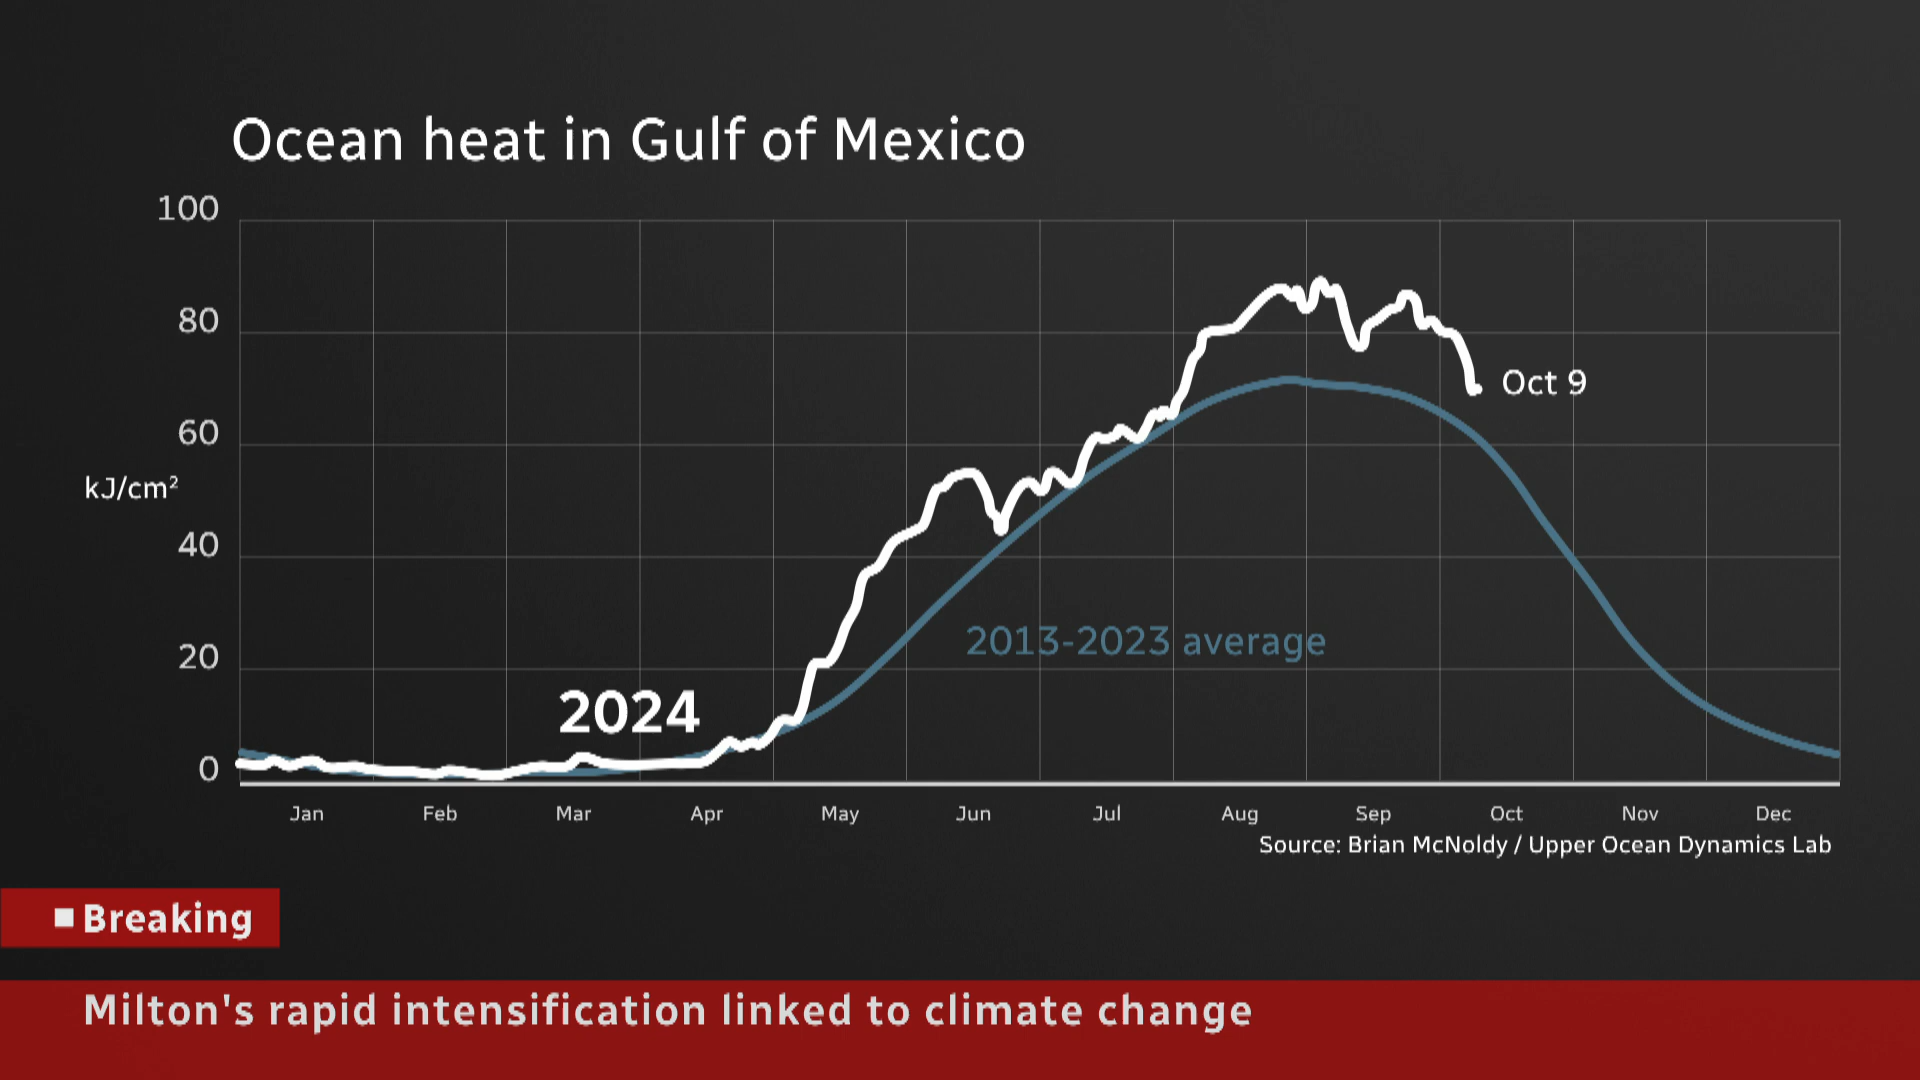 Ocean heat in Gulf of Mexico
100
80
60
kJ/cm²
40
20
0
2024
2013-2023 average
Oct 9
Jan Feb Mar Apr May Jun Jul Aug Sep Oct Nov Dec
Source: Brian McNoldy / Upper Ocean Dynamics Lab
Breaking
Milton's rapid intensification linked to climate change